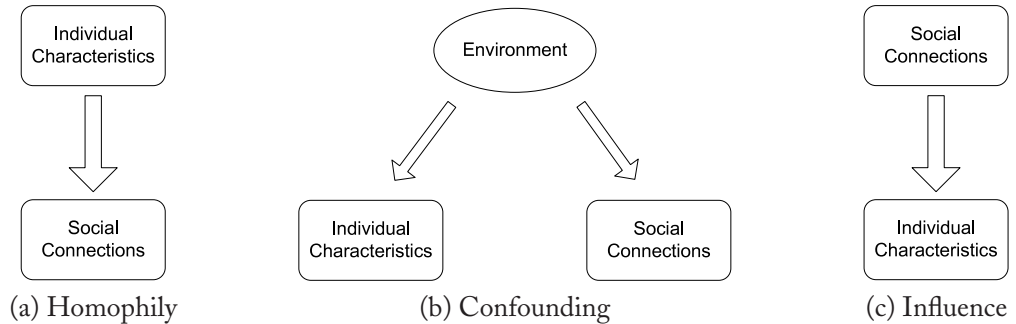 Individual
Characteristics
Social
Connections
(a) Homophily
Environment
Individual
Characteristics
Social
Connections
(b) Confounding
Social
Connections
Individual
Characteristics
(c) Influence